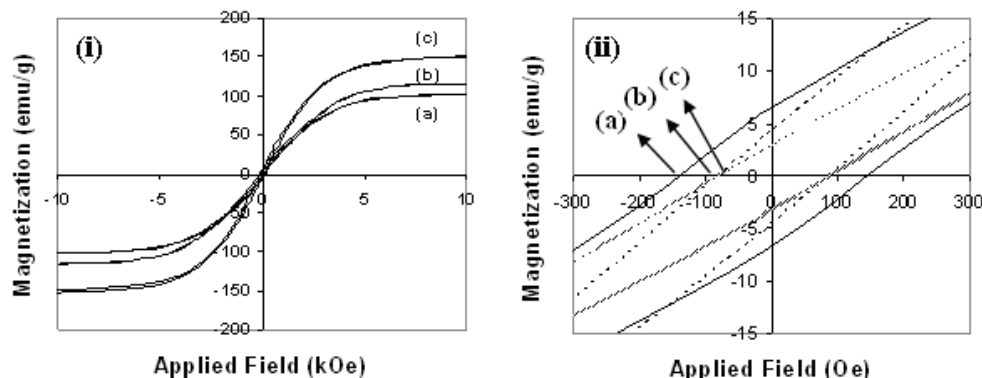 Magnetization (emu/g)
200
150
100
50
0
-50
-100
-150
-200
-10
-5
0
5
10
(i)
(c)
(b)
(a)
Applied Field (kOe)
Magnetization (emu/g)
15
10
5
0
-5
-10
-15
-300
-200
-100
0
100
200
300
(ii)
(a)
(b)
(c)
Applied Field (Oe)